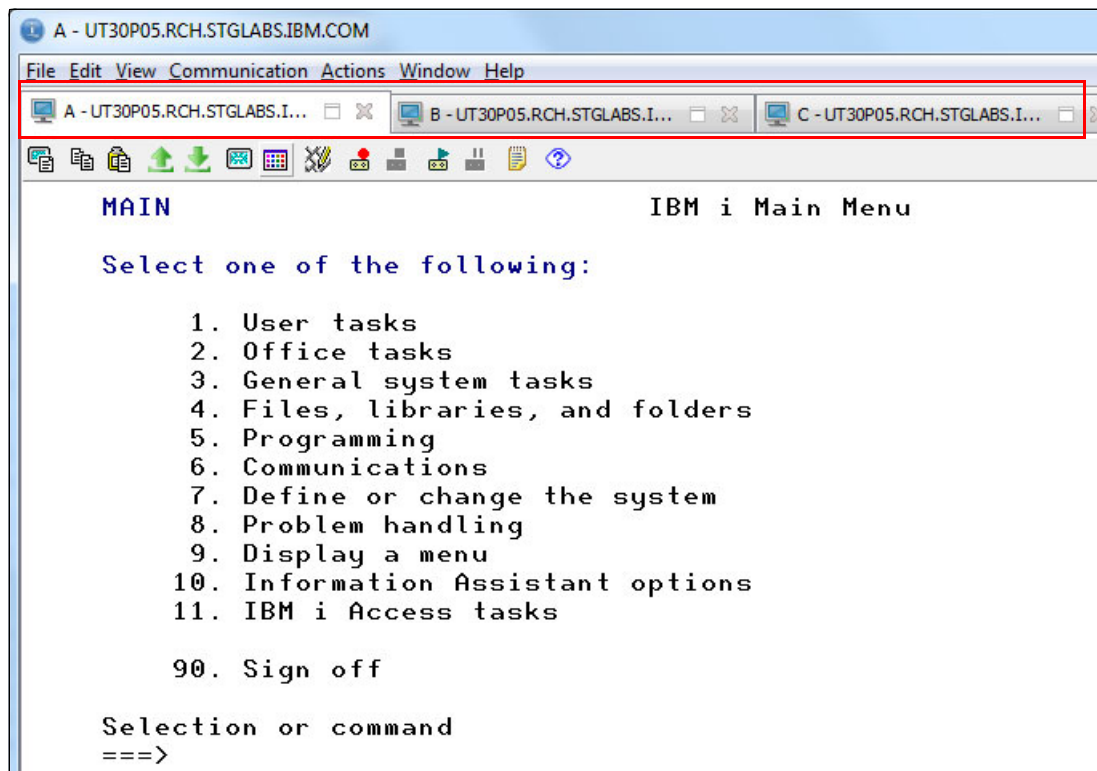 A - UT30P05.RCH.STGLABS.IBM.COM
File Edit View Communication Actions Window Help
A - UT30P05.RCH.STGLABS.I... B - UT30P05.RCH.STGLABS.I... C - UT30P05.RCH.STGLABS.I...
MAIN IBM i Main Menu
Select one of the following:
1. User tasks
2. Office tasks
3. General system tasks
4. Files, libraries, and folders
5. Programming
6. Communications
7. Define or change the system
8. Problem handling
9. Display a menu
10. Information Assistant options
11. IBM i Access tasks
90. Sign off
Selection or command
===>